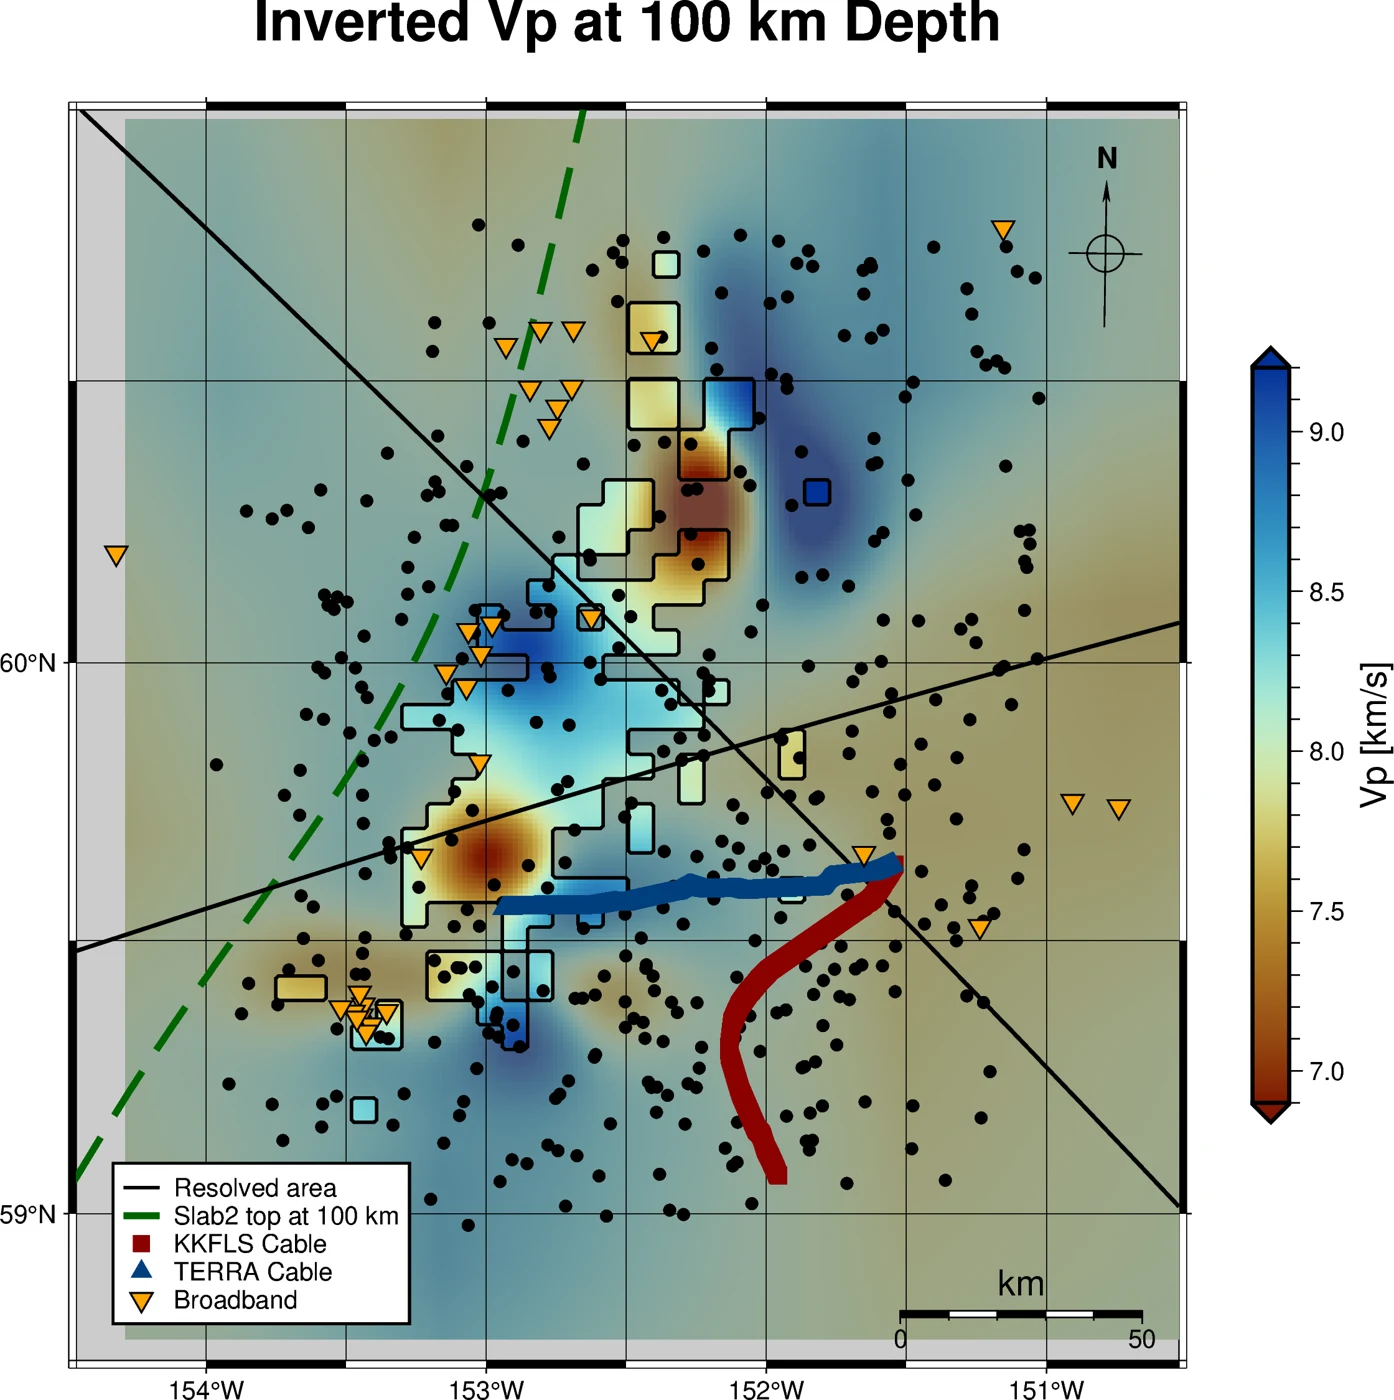 Inverted Vp at 100 km Depth
N
9.0
8.5
8.0
7.5
7.0
Vp [km/s]
60°N
59°N
Resolved area
Slab2 top at 100 km
KKFLS Cable
TERRA Cable
Broadband
km
0 50
154°W 153°W 152°W 151°W